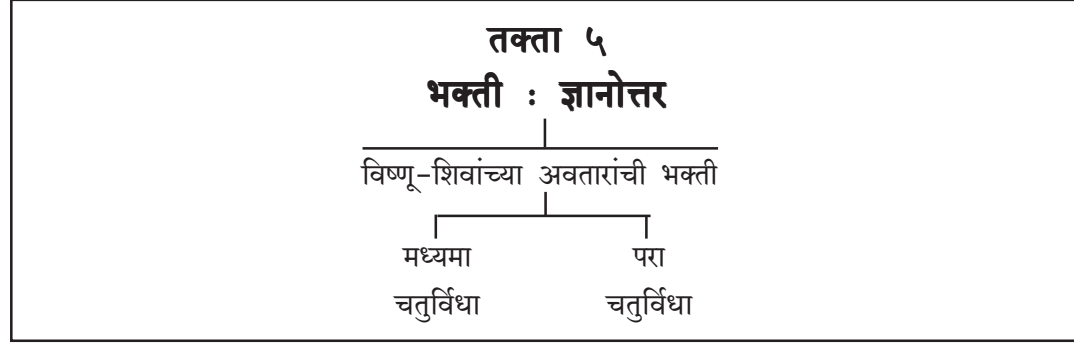 तक्ता ५
भक्ती : ज्ञानोत्तर
विष्णू-शिवांच्या अवतारांची भक्ती
मध्यमा परा
चतुर्विधा चतुर्विधा